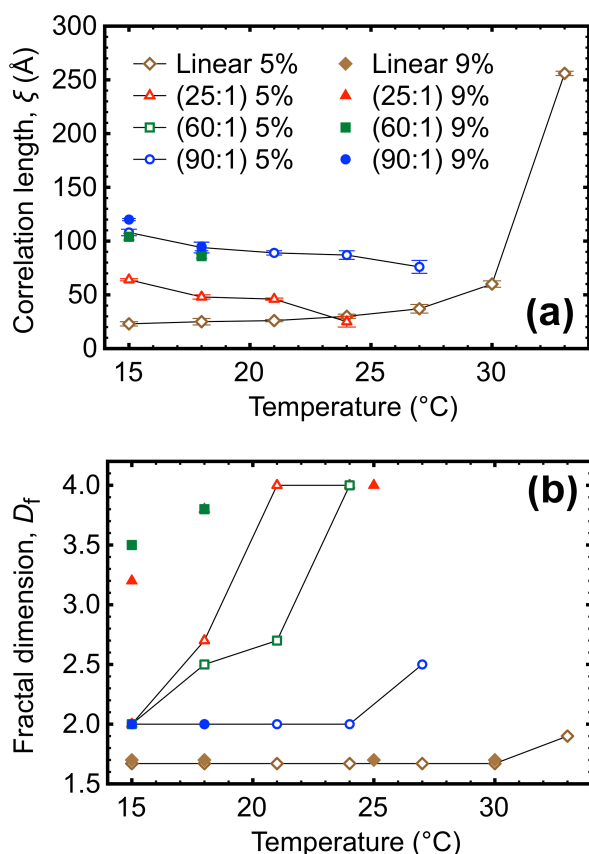 300
250
200
150
100
50
0
Correlation length, ξ (Å)
Linear 5% Linear 9%
(25:1) 5% (25:1) 9%
(60:1) 5% (60:1) 9%
(90:1) 5% (90:1) 9%
(a)
15 20 25 30
Temperature (°C)
4.0
3.5
3.0
2.5
2.0
1.5
Fractal dimension, Df
(b)
15 20 25 30
Temperature (°C)